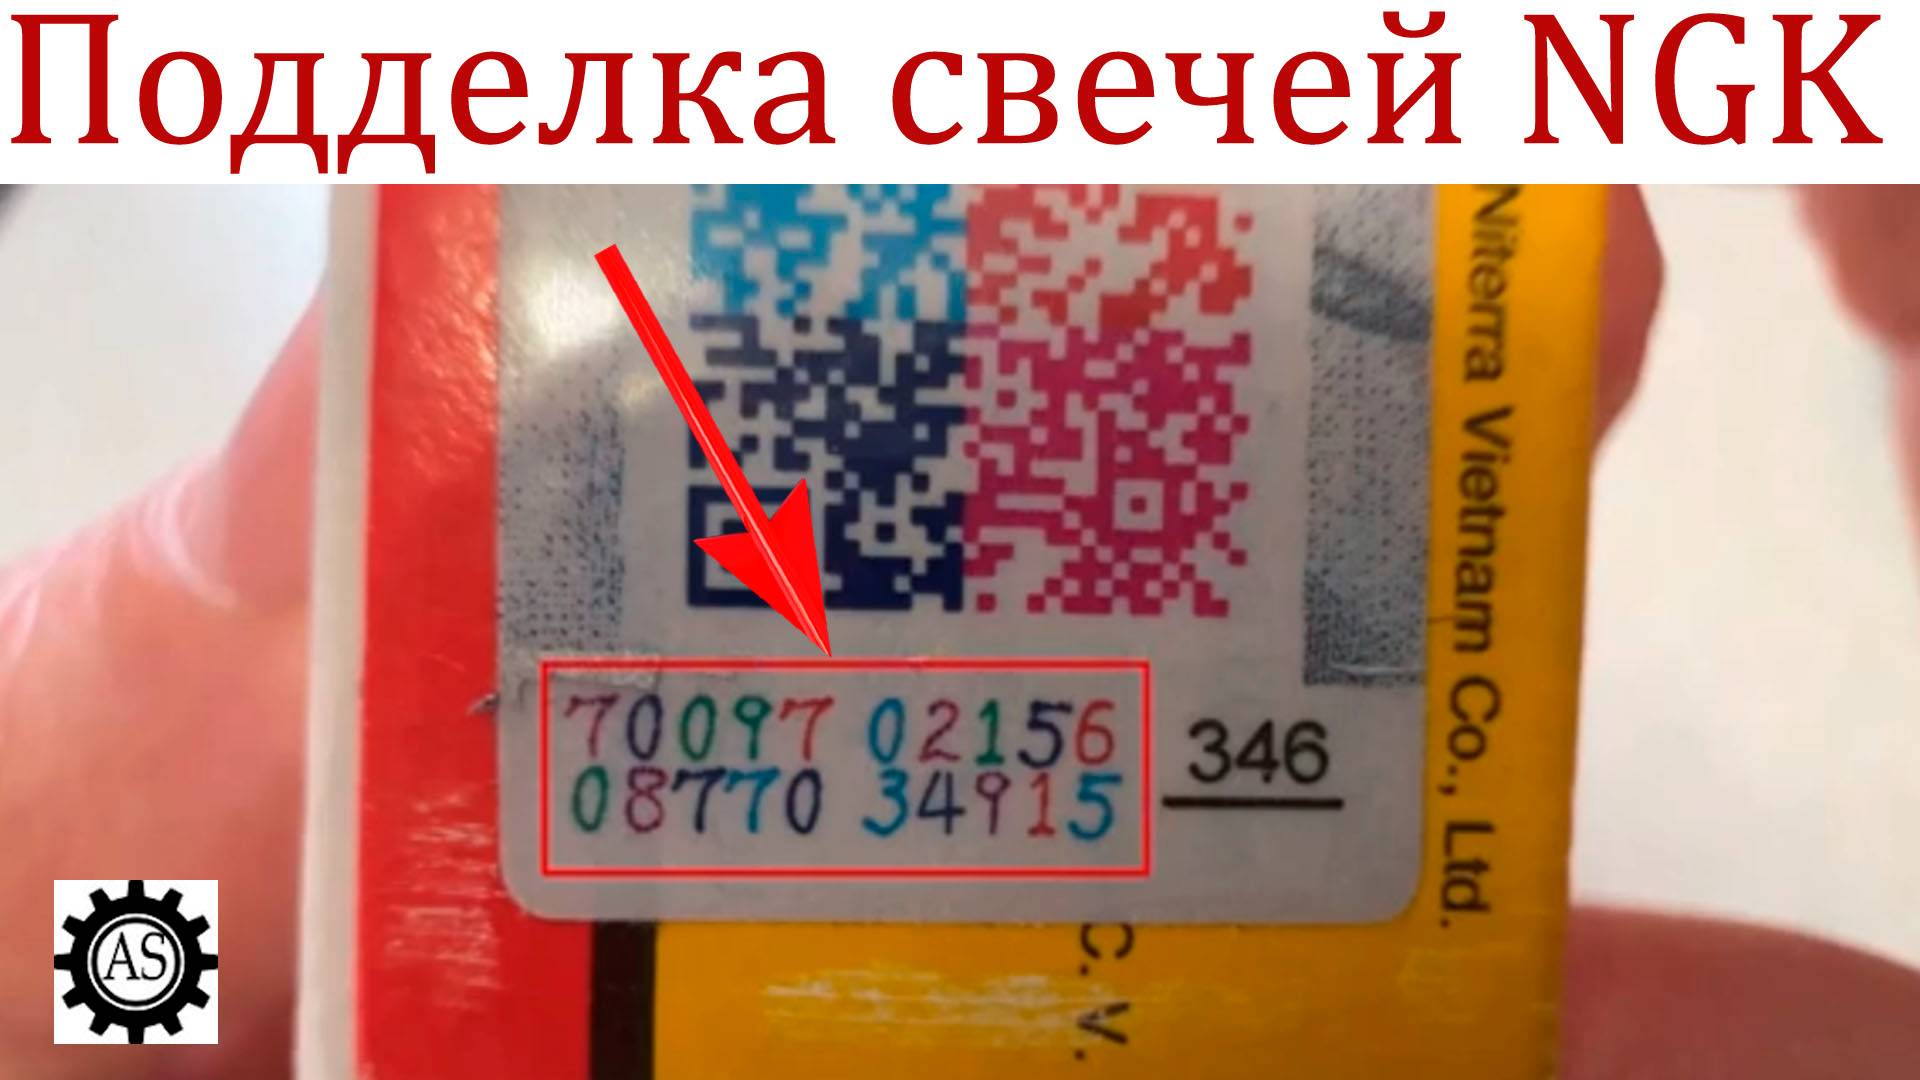 Подделка свечей NGK
Niterra Vietnam Co., Ltd.
70097 02156
08770 34915
346
C.V.
AS